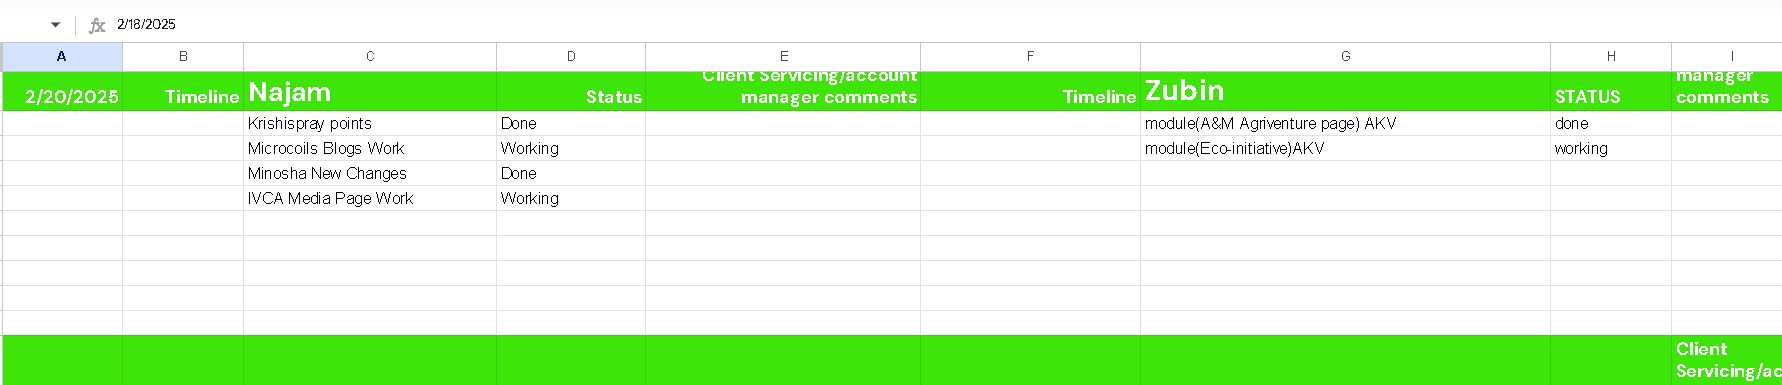 fx 2/18/2025
A B C D E F G H I
2/20/2025 Timeline Najam Status Client Servicing/account manager comments Timeline Zubin STATUS manager comments
Krishispray points Done module(A&M Agriventure page) AKV done
Microcoils Blogs Work Working module(Eco-initiative)AKV working
Minosha New Changes Done
IVCA Media Page Work Working
Client
Servicing/ac